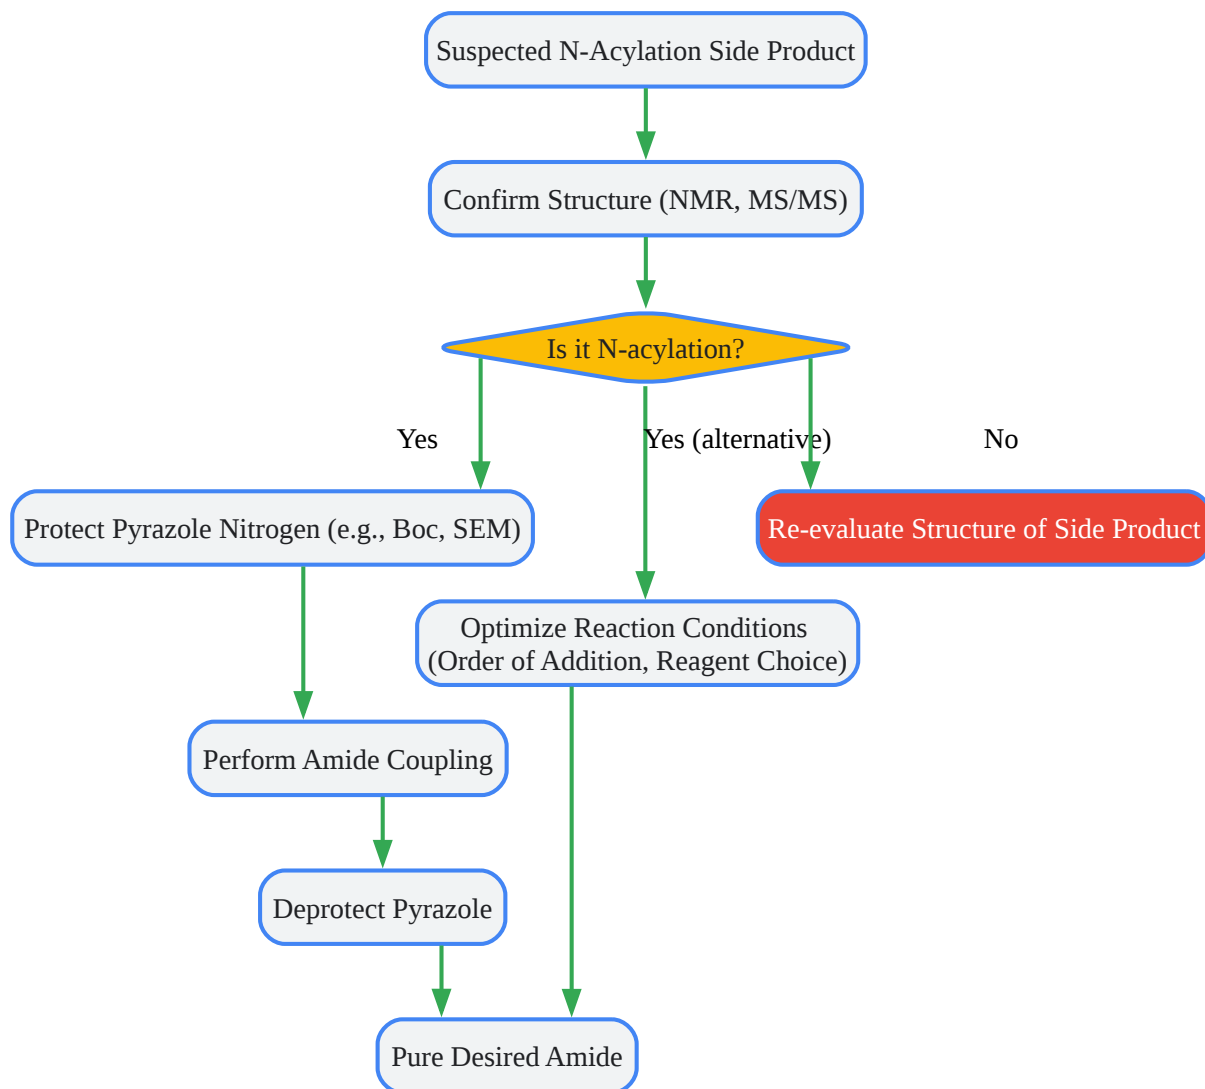 Suspected N-Acylation Side Product
Confirm Structure (NMR, MS/MS)
Is it N-acylation?
Yes
Yes (alternative)
No
Protect Pyrazole Nitrogen (e.g., Boc, SEM)
Re-evaluate Structure of Side Product
Optimize Reaction Conditions
(Order of Addition, Reagent Choice)
Perform Amide Coupling
Deprotect Pyrazole
Pure Desired Amide